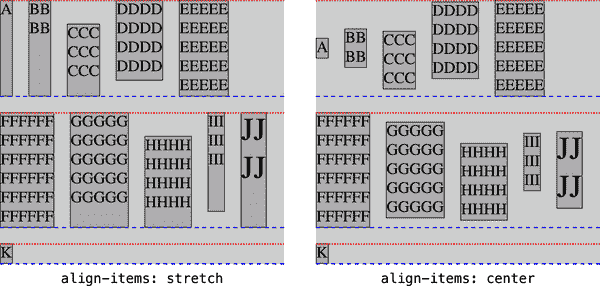 A
BB
BB
CCC
CCC
CCC
DDDD
DDDD
DDDD
DDDD
EEEEE
EEEEE
EEEEE
EEEEE
EEEEE
FFFFFF
FFFFFF
FFFFFF
FFFFFF
FFFFFF
FFFFFF
GGGGG
GGGGG
GGGGG
GGGGG
GGGGG
HHHH
HHHH
HHHH
HHHH
III
III
III
JJ
JJ
K
align-items: stretch
A
BB
BB
CCC
CCC
CCC
DDDD
DDDD
DDDD
DDDD
EEEEE
EEEEE
EEEEE
EEEEE
EEEEE
FFFFFF
FFFFFF
FFFFFF
FFFFFF
FFFFFF
FFFFFF
GGGGG
GGGGG
GGGGG
GGGGG
GGGGG
HHHH
HHHH
HHHH
HHHH
III
III
III
JJ
JJ
K
align-items: center